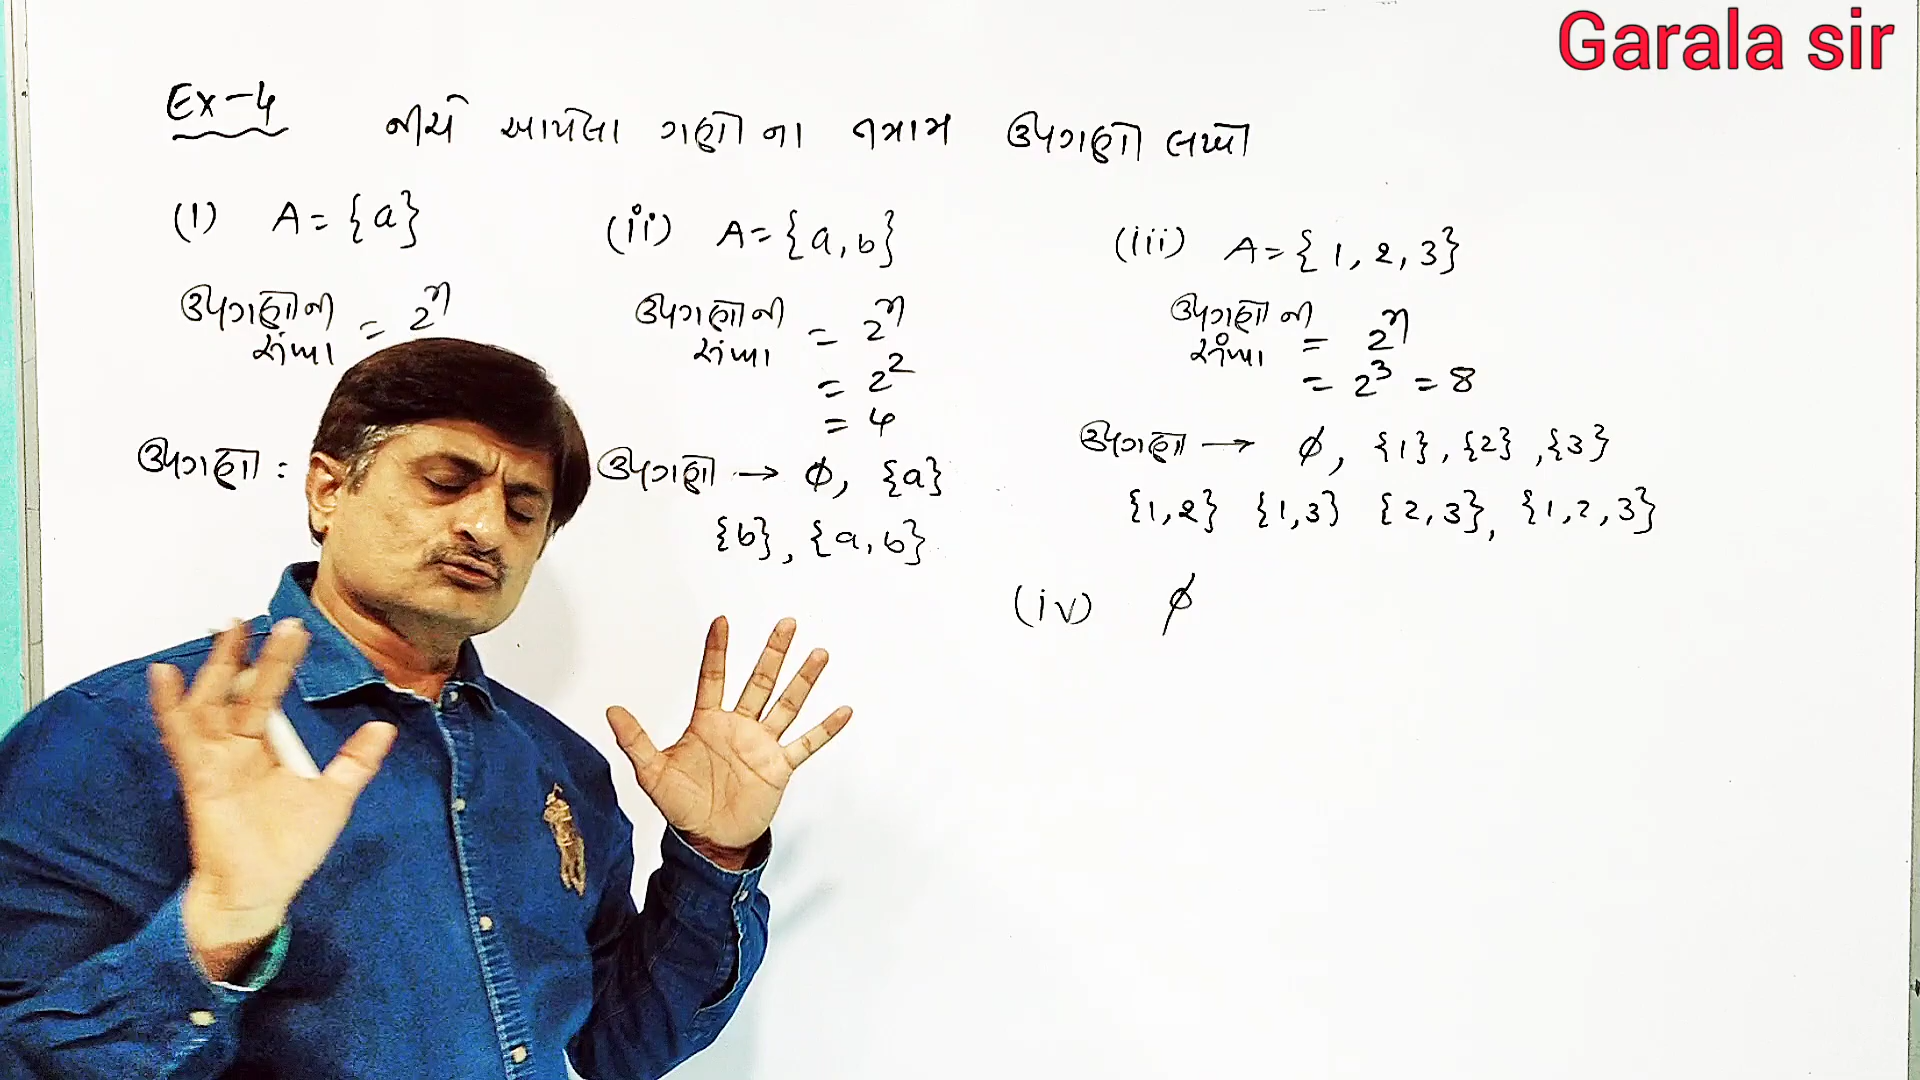 Garala sir
Ex-4 નીચે આપેલા ગણોના તમામ ઉપગણો લખો
(1) A = {a}
ઉપગણોની સંખ્યા = 2ⁿ
ઉપગણો :
(ii) A = {a, b}
ઉપગણોની સંખ્યા = 2ⁿ
= 2²
= 4
ઉપગણો → ϕ, {a}
{b}, {a, b}
(iii) A = {1, 2, 3}
ઉપગણોની સંખ્યા = 2ⁿ
= 2³ = 8
ઉપગણો → ϕ, {1}, {2}, {3}
{1,2} {1,3} {2,3}, {1,2,3}
(iv) ϕ